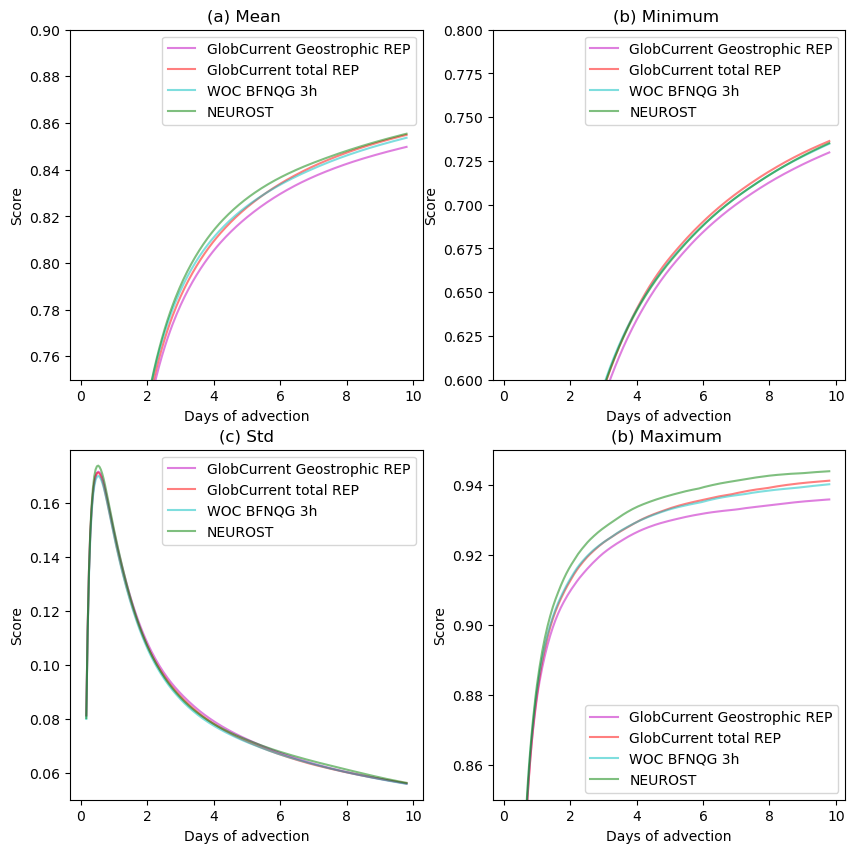 (a) Mean
0.90
0.88
0.86
0.84
0.82
0.80
0.78
0.76
Score
0 2 4 6 8 10
Days of advection
GlobCurrent Geostrophic REP
GlobCurrent total REP
WOC BFNQG 3h
NEUROST
(b) Minimum
0.800
0.775
0.750
0.725
0.700
0.675
0.650
0.625
0.600
Score
0 2 4 6 8 10
Days of advection
GlobCurrent Geostrophic REP
GlobCurrent total REP
WOC BFNQG 3h
NEUROST
(c) Std
0.16
0.14
0.12
0.10
0.08
0.06
Score
0 2 4 6 8 10
Days of advection
GlobCurrent Geostrophic REP
GlobCurrent total REP
WOC BFNQG 3h
NEUROST
(b) Maximum
0.94
0.92
0.90
0.88
0.86
Score
0 2 4 6 8 10
Days of advection
GlobCurrent Geostrophic REP
GlobCurrent total REP
WOC BFNQG 3h
NEUROST